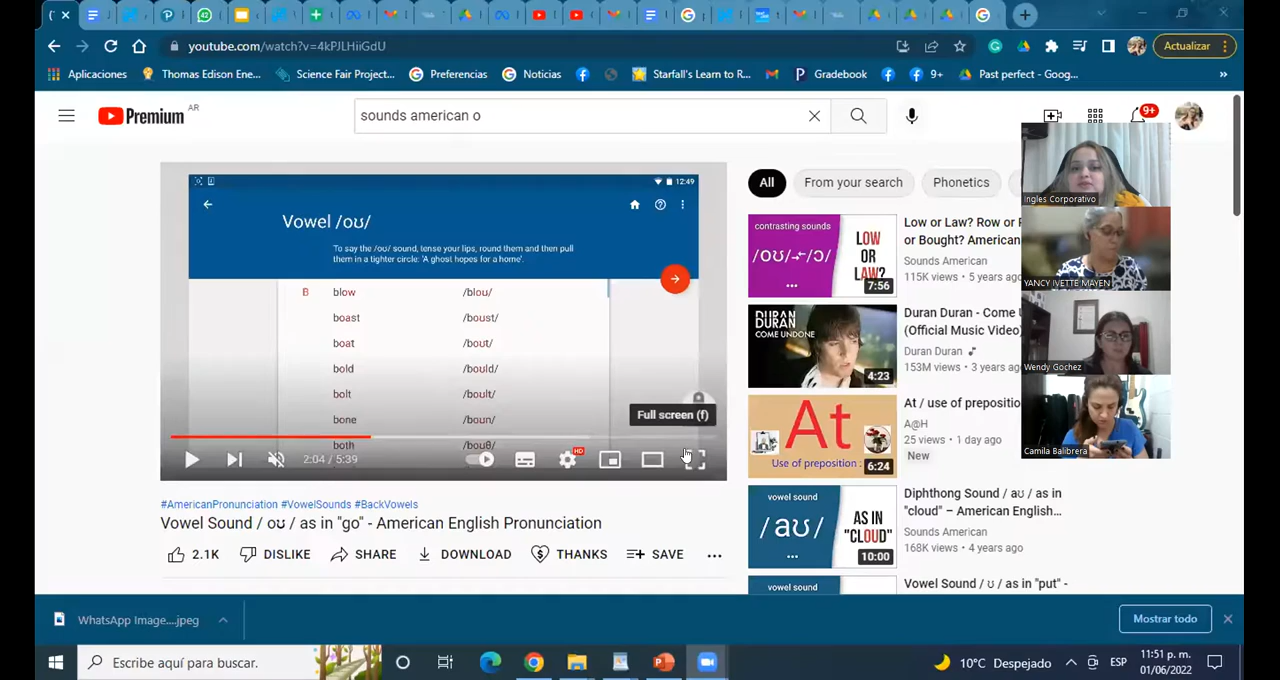 42
youtube.com/watch?v=4kPJLHiiGdU
Actualizar
Aplicaciones
Thomas Edison Ene...
Science Fair Project...
Preferencias
Noticias
Starfall's Learn to R...
Gradebook
9+
Past perfect - Goog...
»
Premium
AR
sounds american o
9+
12:49
Vowel /oʊ/
To say the /oʊ/ sound, tense your lips, round them and then pull
them in a tighter circle: 'A ghost hopes for a home'.
B blow /bloʊ/
boast /boʊst/
boat /boʊt/
bold /boʊld/
bolt /boʊlt/
bone /boʊn/
both /boʊθ/
Full screen (f)
2:04 / 5:39
HD
#AmericanPronunciation #VowelSounds #BackVowels
Vowel Sound / oʊ / as in "go" - American English Pronunciation
2.1K
DISLIKE
SHARE
DOWNLOAD
THANKS
SAVE
All
From your search
Phonetics
contrasting sounds
/oʊ/
/ɔ/
LOW
OR
LAW?
7:56
Low or Law? Row or
or Bought? American
Sounds American
115K views • 5 years ago
DURAN
DURAN
COME UNDONE
4:23
Duran Duran - Come
(Official Music Video)
Duran Duran
153M views • 3 years ago
At
Use of preposition
6:24
At / use of preposition
A@H
25 views • 1 day ago
New
vowel sound
/aʊ/
AS IN
"CLOUD"
10:00
Diphthong Sound / aʊ / as in
"cloud" – American English...
Sounds American
168K views • 4 years ago
vowel sound
Vowel Sound / ʊ / as in "put" -
Ingles Corporativo
YANCY IVETTE MAYEN
Wendy Gochez
Camila Balibrera
WhatsApp Image....jpeg
Mostrar todo
Escribe aquí para buscar.
10°C Despejado
ESP
11:51 p. m.
01/06/2022